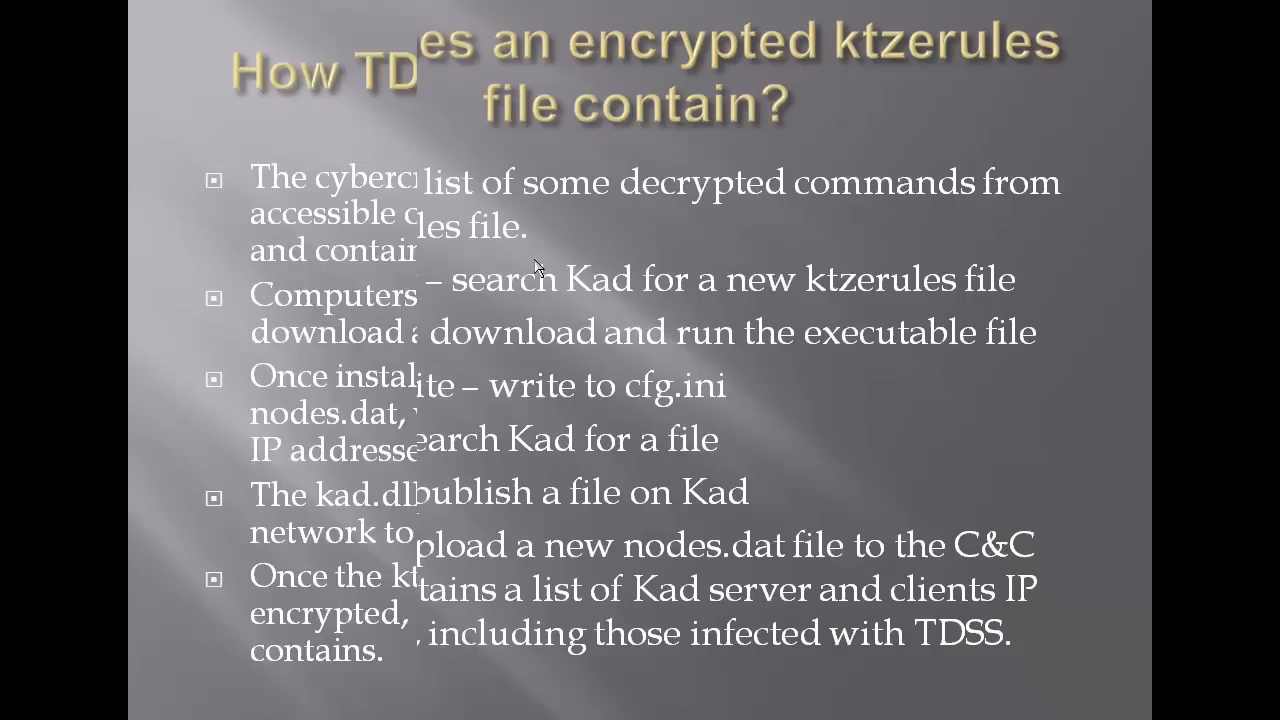 How TD
es an encrypted ktzerules
file contain?
The cybercr
accessible c
and contain
Computers
download a
Once instal
nodes.dat,
IP addresse
The kad.dll
network to
Once the kt
encrypted,
contains.
list of some decrypted commands from
les file.
– search Kad for a new ktzerules file
download and run the executable file
ite – write to cfg.ini
earch Kad for a file
publish a file on Kad
pload a new nodes.dat file to the C&C
tains a list of Kad server and clients IP
, including those infected with TDSS.